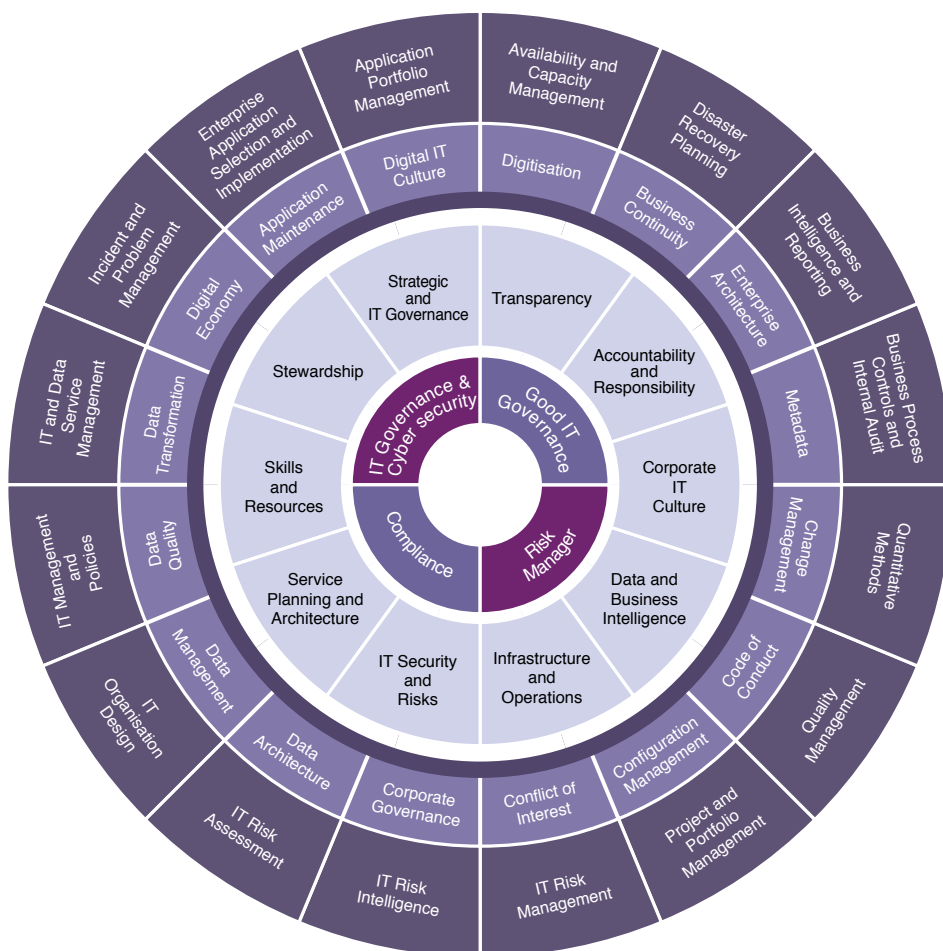 Application
Portfolio
Management
Availability and
Capacity
Management
Disaster
Recovery
Planning
Business
Intelligence and
Reporting
Business Process
Controls and
Internal Audit
Quantitative
Methods
Quality
Management
Project and
Portfolio
Management
IT Risk
Management
IT Risk
Intelligence
IT Risk
Assessment
IT
Organisation
Design
IT Management
and
Policies
IT and Data
Service
Management
Incident and
Problem
Management
Enterprise
Application
Selection and
Implementation
Digital IT
Culture
Digitisation
Business
Continuity
Enterprise
Architecture
Metadata
Change
Management
Code of
Conduct
Configuration
Management
Conflict of
Interest
Corporate
Governance
Data
Architecture
Data
Management
Data
Quality
Data
Transformation
Digital
Economy
Application
Maintenance
Strategic
and
IT Governance
Transparency
Accountability
and
Responsibility
Corporate
IT
Culture
Data and
Business
Intelligence
Infrastructure
and
Operations
IT Security
and
Risks
Service
Planning and
Architecture
Skills
and
Resources
Stewardship
IT Governance &
Cyber security
Good IT
Governance
Risk
Manager
Compliance